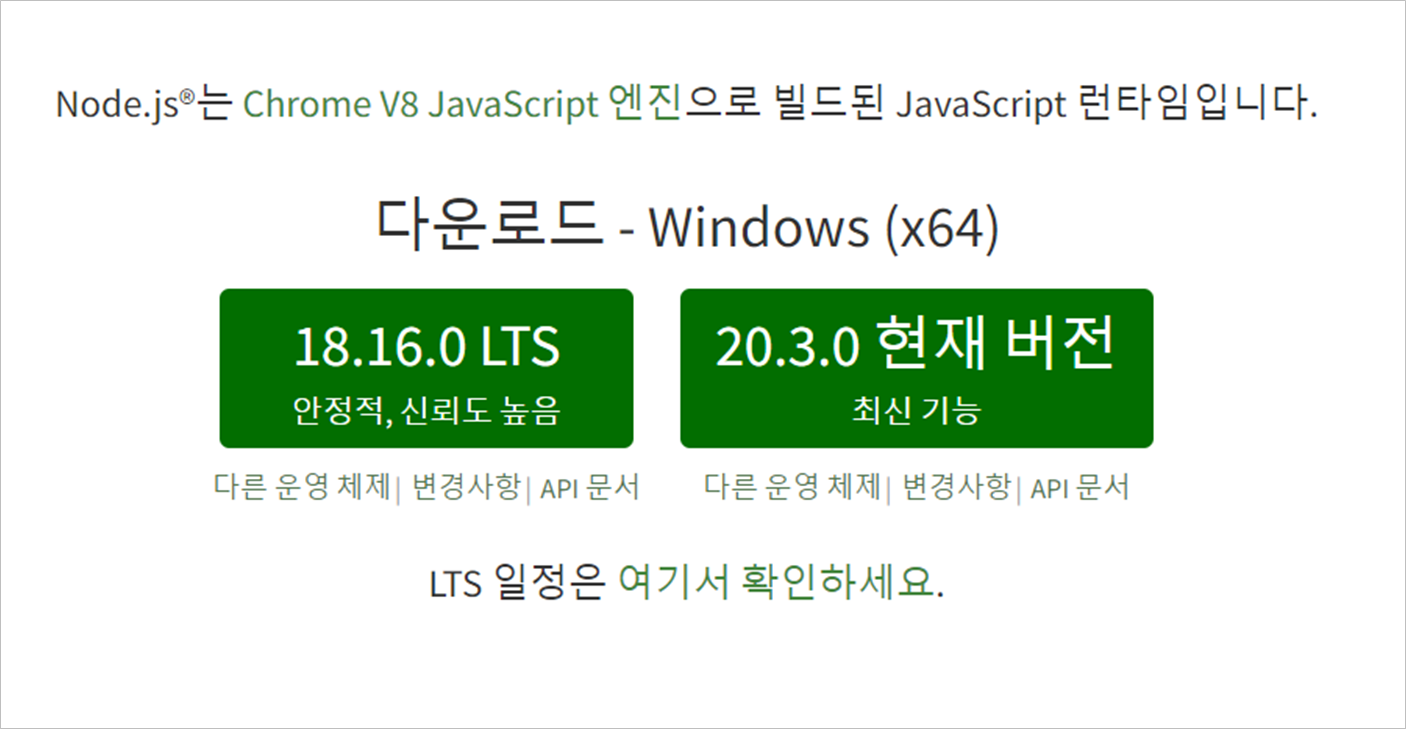 Node.js®는 Chrome V8 JavaScript 엔진으로 빌드된 JavaScript 런타임입니다.
다운로드 - Windows (x64)
18.16.0 LTS
안정적, 신뢰도 높음
20.3.0 현재 버전
최신 기능
다른 운영 체제| 변경사항| API 문서
다른 운영 체제| 변경사항| API 문서
LTS 일정은 여기서 확인하세요.